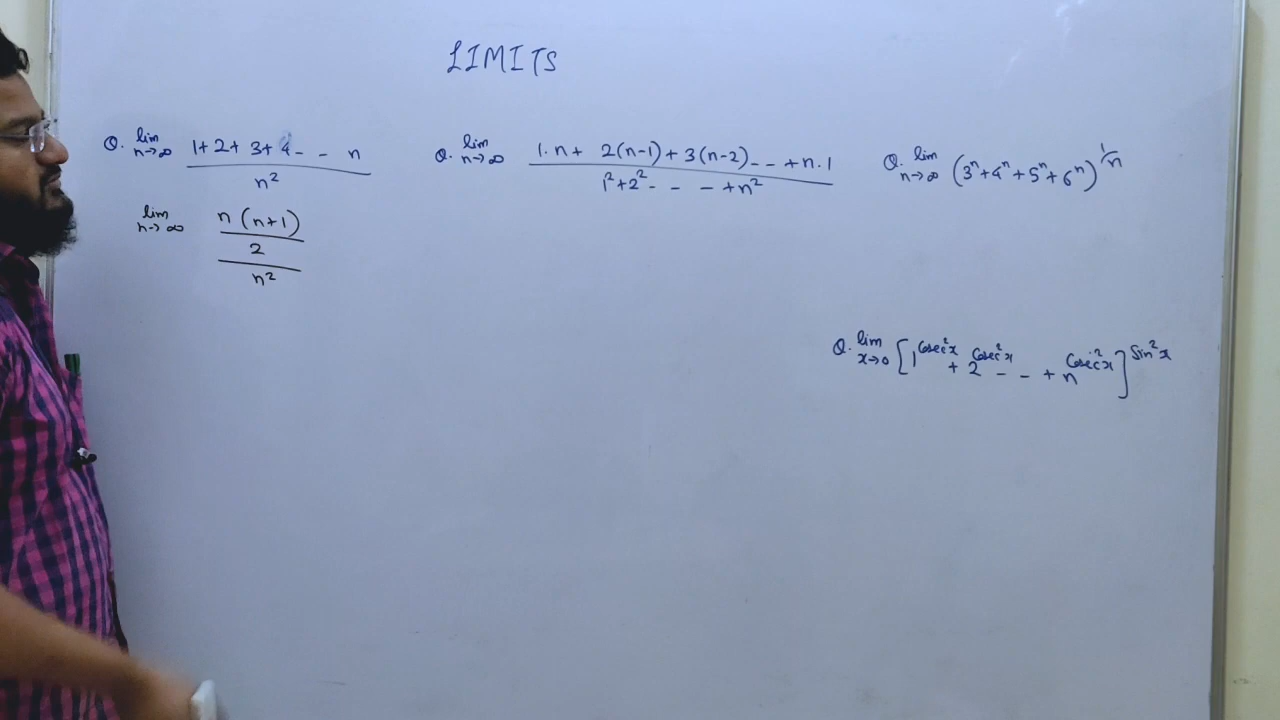 LIMITS
Q. lim n→∞ (1+2+3+4- - n)/n²
lim n→∞ (n(n+1)/2)/n²
Q. lim n→∞ (1.n+ 2(n-1)+3(n-2)- - +n.1)/(1²+2²- - - +n²)
Q. lim n→∞ (3ⁿ+4ⁿ+5ⁿ+6ⁿ)^(1/n)
Q. lim x→0 [1^(Cosec²x) + 2^(Cosec²x) - - + n^(Cosec²x)]^(Sin²x)